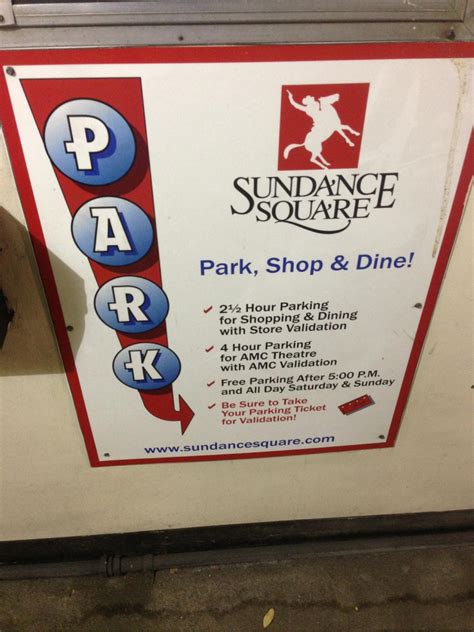 PARK
SUNDANCE
SQUARE
Park, Shop & Dine!
2½ Hour Parking
for Shopping & Dining
with Store Validation
4 Hour Parking
for AMC Theatre
with AMC Validation
Free Parking After 5:00 P.M.
and All Day Saturday & Sunday
Be Sure to Take
Your Parking Ticket
for Validation!
www.sundancesquare.com